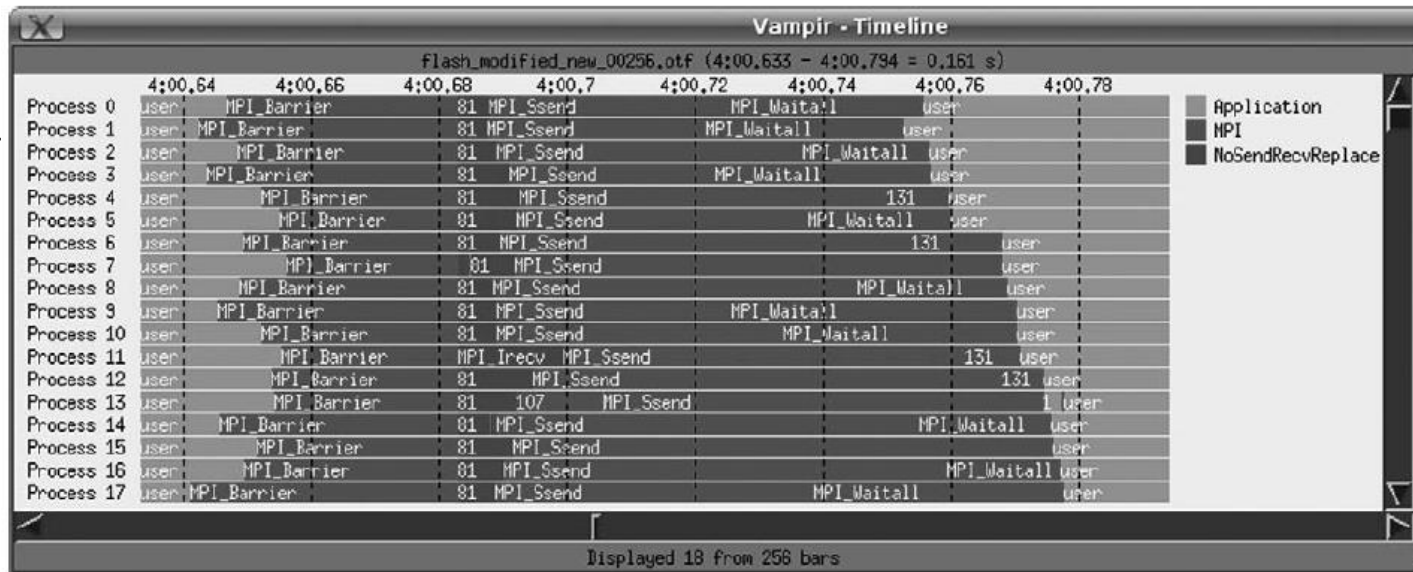 Vampir - Timeline
flash_modified_new_00256.otf (4:00.633 - 4:00.794 = 0.161 s)
4:00.64 4:00.66 4:00.68 4:00.7 4:00.72 4:00.74 4:00.76 4:00.78
Process 0 user MPI_Barrier 81 MPI_Ssend MPI_Waitall user Application
Process 1 user MPI_Barrier 81 MPI_Ssend MPI_Waitall user MPI
Process 2 user MPI_Barrier 81 MPI_Ssend MPI_Waitall user NoSendRecvReplace
Process 3 user MPI_Barrier 81 MPI_Ssend MPI_Waitall user
Process 4 user MPI_Barrier 81 MPI_Ssend 131 user
Process 5 user MPI_Barrier 81 MPI_Ssend MPI_Waitall user
Process 6 user MPI_Barrier 81 MPI_Ssend 131 user
Process 7 user MPI_Barrier 81 MPI_Ssend user
Process 8 user MPI_Barrier 81 MPI_Ssend MPI_Waitall user
Process 9 user MPI_Barrier 81 MPI_Ssend MPI_Waitall user
Process 10 user MPI_Barrier 81 MPI_Ssend MPI_Waitall user
Process 11 user MPI_Barrier MPI_Irecv MPI_Ssend 131 user
Process 12 user MPI_Barrier 81 MPI_Ssend 131 user
Process 13 user MPI_Barrier 81 107 MPI_Ssend 1 user
Process 14 user MPI_Barrier 81 MPI_Ssend MPI_Waitall user
Process 15 user MPI_Barrier 81 MPI_Ssend user
Process 16 user MPI_Barrier 81 MPI_Ssend MPI_Waitall user
Process 17 user MPI_Barrier 81 MPI_Ssend MPI_Waitall user
Displayed 18 from 256 bars